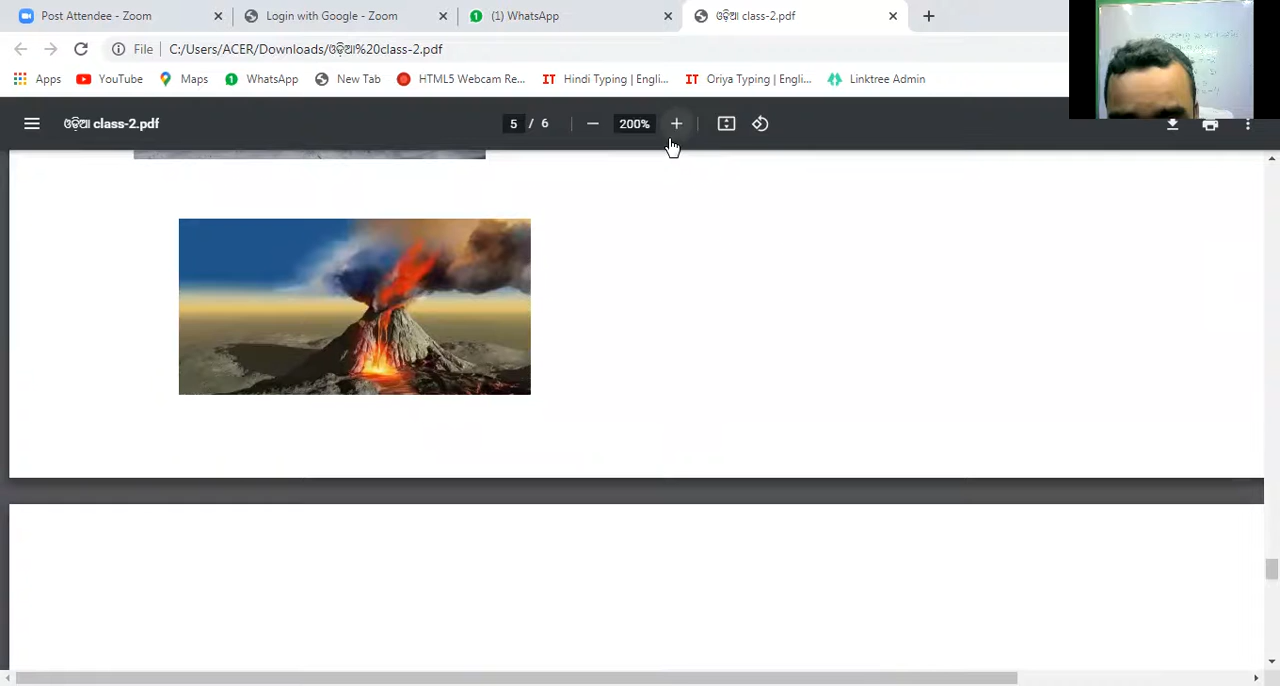 Post Attendee - Zoom
Login with Google - Zoom
(1) WhatsApp
ଓଡ଼ିଆ class-2.pdf
File
C:/Users/ACER/Downloads/ଓଡ଼ିଆ%20class-2.pdf
Apps
YouTube
Maps
WhatsApp
New Tab
HTML5 Webcam Re...
IT Hindi Typing | Engli...
IT Oriya Typing | Engli...
Linktree Admin
ଓଡ଼ିଆ class-2.pdf
5 / 6
200%